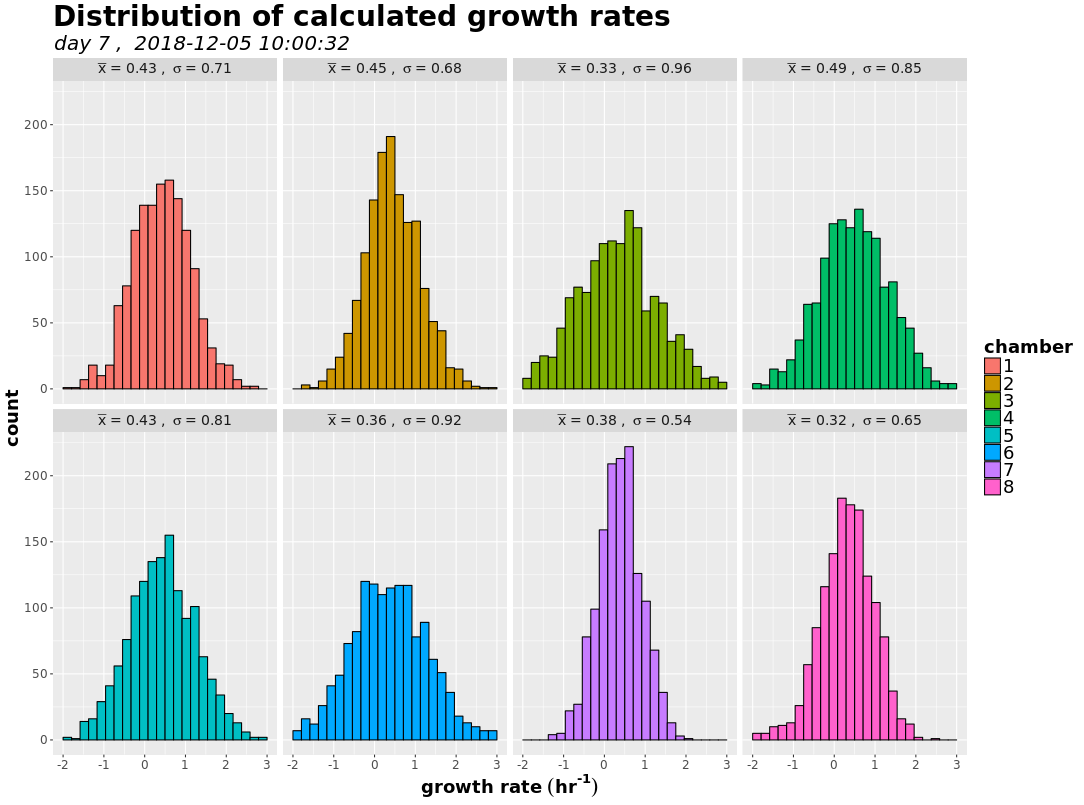 Distribution of calculated growth rates
day 7 ,  2018-12-05 10:00:32
x̅ = 0.43 ,  σ = 0.71
x̅ = 0.45 ,  σ = 0.68
x̅ = 0.33 ,  σ = 0.96
x̅ = 0.49 ,  σ = 0.85
200
150
100
50
0
x̅ = 0.43 ,  σ = 0.81
x̅ = 0.36 ,  σ = 0.92
x̅ = 0.38 ,  σ = 0.54
x̅ = 0.32 ,  σ = 0.65
200
150
100
50
0
count
-2 -1 0 1 2 3
-2 -1 0 1 2 3
-2 -1 0 1 2 3
-2 -1 0 1 2 3
growth rate (hr⁻¹)
chamber
1
2
3
4
5
6
7
8